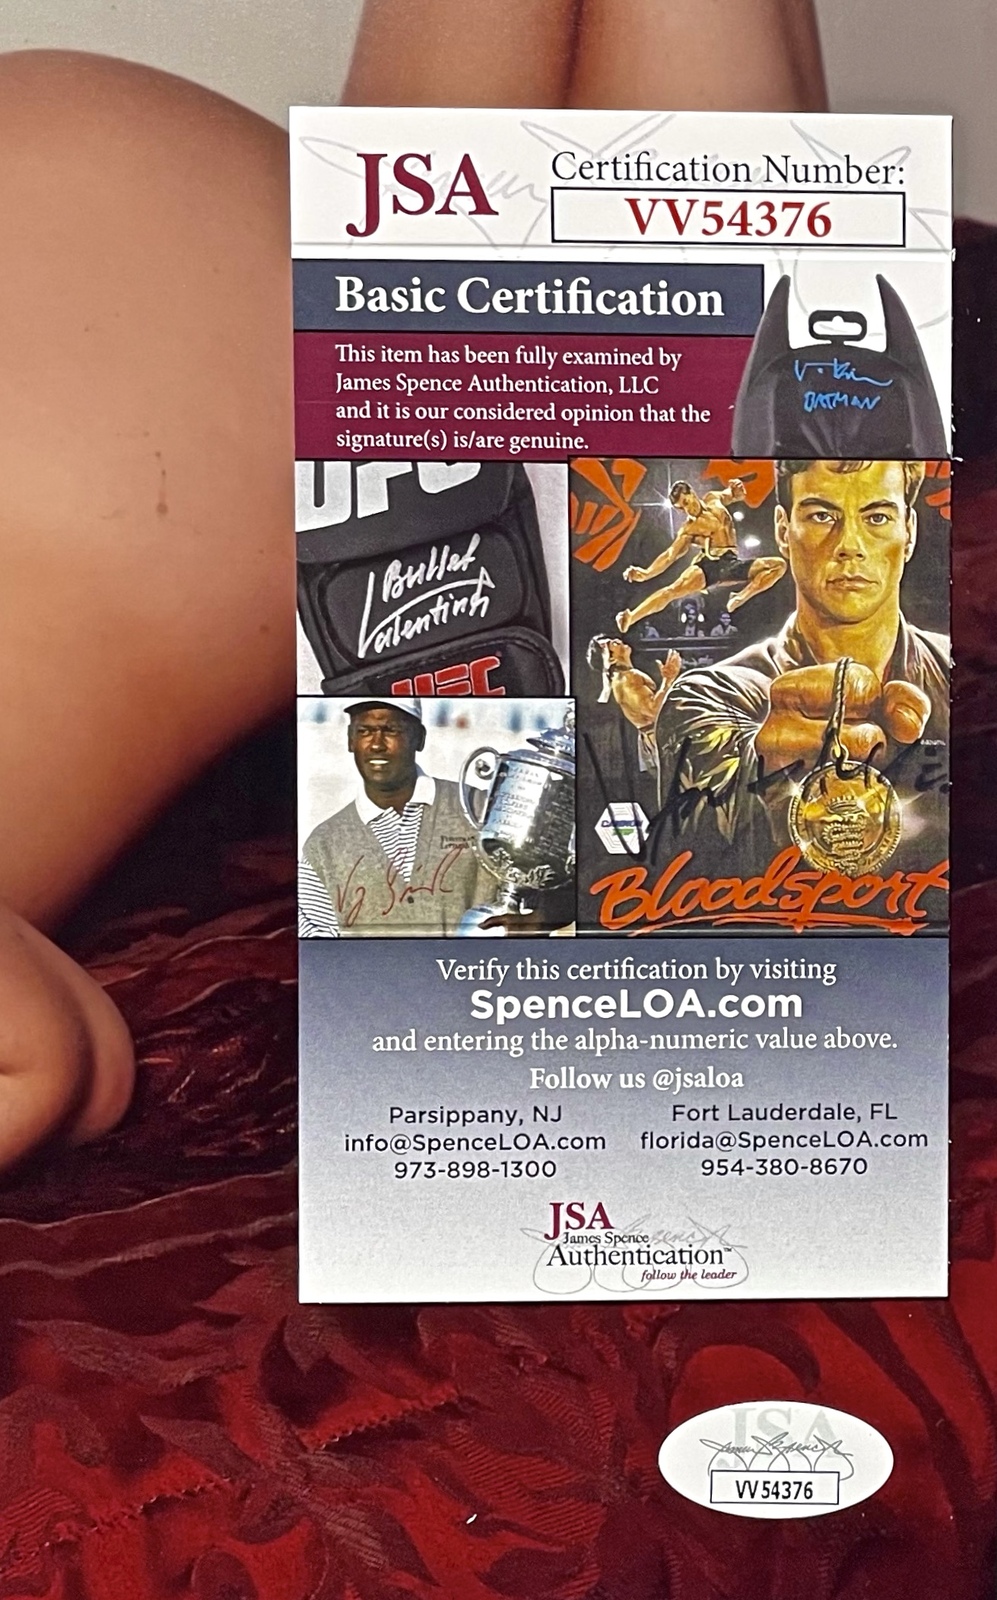 JSA
Certification Number:
VV54376
Basic Certification
This item has been fully examined by
James Spence Authentication, LLC
and it is our considered opinion that the
signature(s) is/are genuine.
BATMAN
UFC
Bullet
Valentina
UFC
Bloodsport
Verify this certification by visiting
SpenceLOA.com
and entering the alpha-numeric value above.
Follow us @jsaloa
Parsippany, NJ
info@SpenceLOA.com
973-898-1300
Fort Lauderdale, FL
florida@SpenceLOA.com
954-380-8670
JSA
James Spence
Authentication™
follow the leader
JSA
VV54376